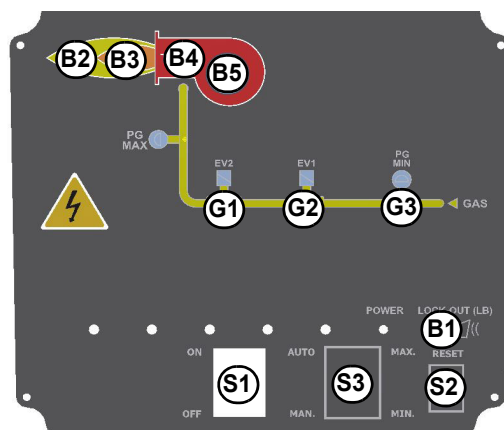 B2 B3 B4 B5
PG
MAX
EV2 EV1 PG
MIN
G1 G2 G3 GAS
POWER LOCK-OUT (LB)
B1
ON AUTO MAX. RESET
S1 S3 S2
OFF MAN. MIN.